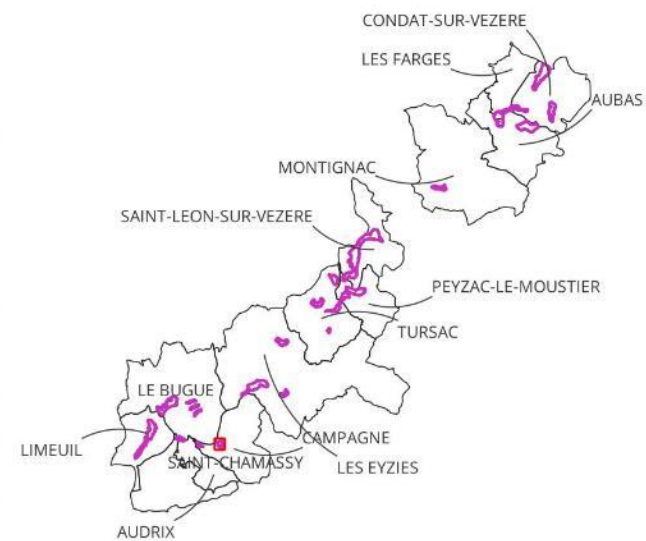 CONDAT-SUR-VEZERE
LES FARGES
AUBAS
MONTIGNAC
SAINT-LEON-SUR-VEZERE
PEYZAC-LE-MOUSTIER
TURSAC
LE BUGUE
CAMPAGNE
LIMEUIL
SAINT-CHAMASSY
LES EYZIES
AUDRIX